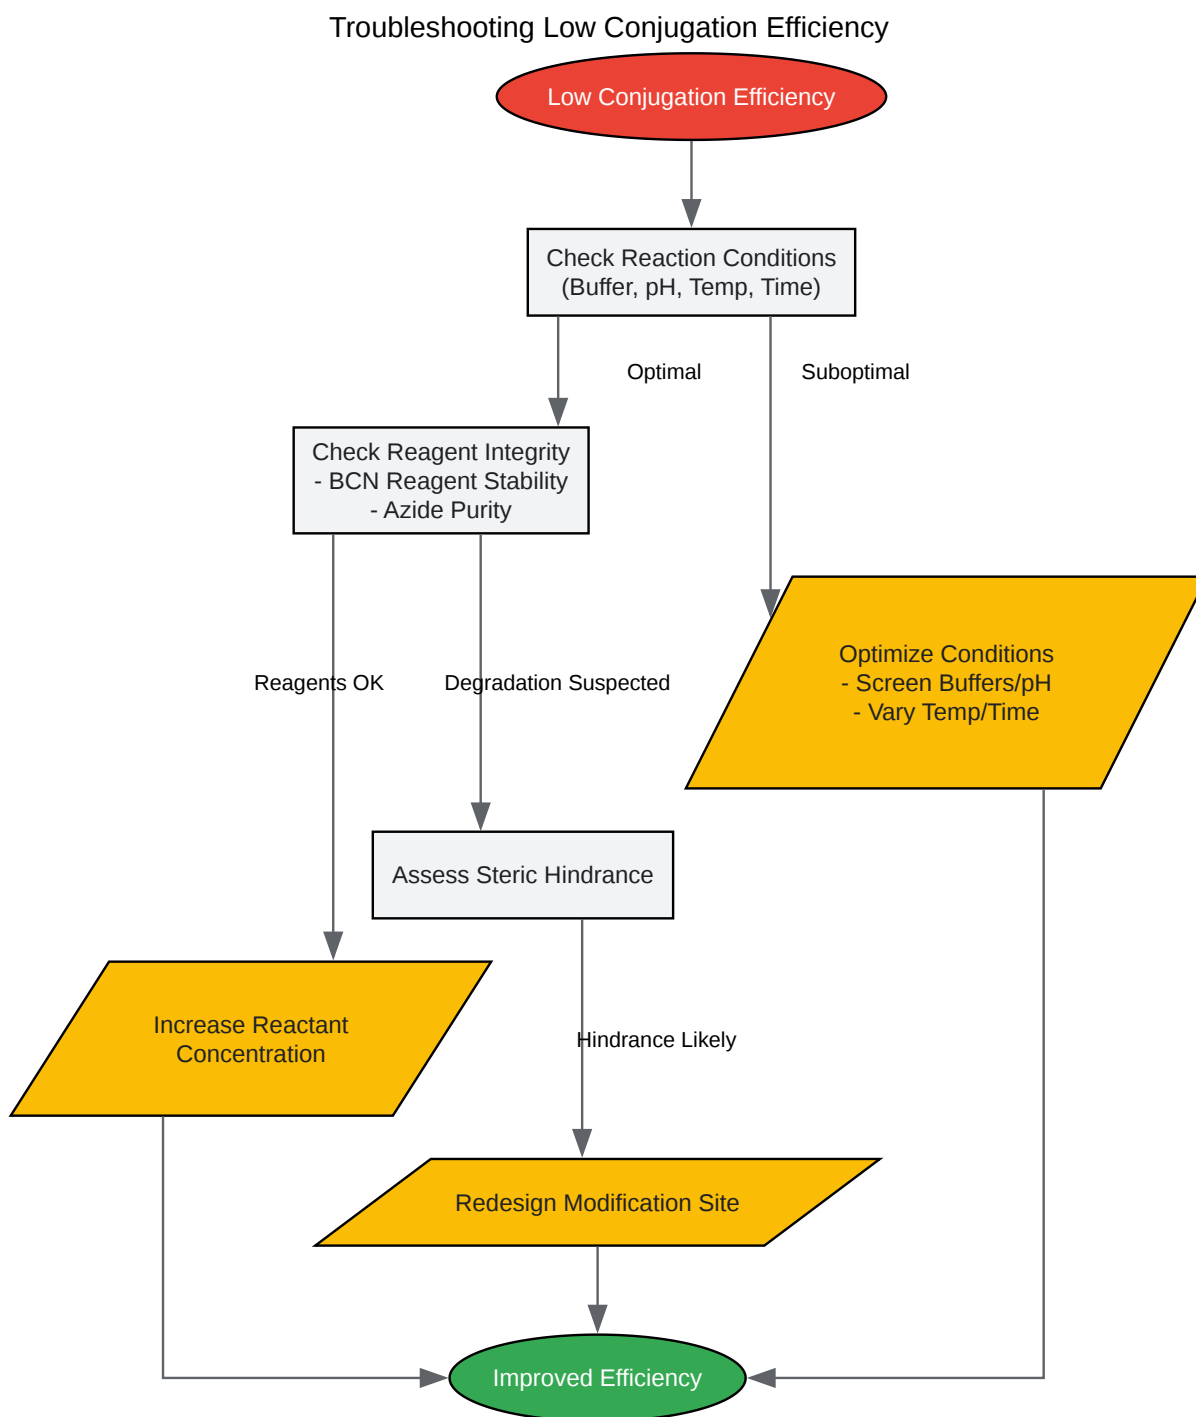 Troubleshooting Low Conjugation Efficiency
Low Conjugation Efficiency
Check Reaction Conditions
(Buffer, pH, Temp, Time)
Optimal
Suboptimal
Check Reagent Integrity
- BCN Reagent Stability
- Azide Purity
Optimize Conditions
- Screen Buffers/pH
- Vary Temp/Time
Reagents OK
Degradation Suspected
Assess Steric Hindrance
Increase Reactant
Concentration
Hindrance Likely
Redesign Modification Site
Improved Efficiency